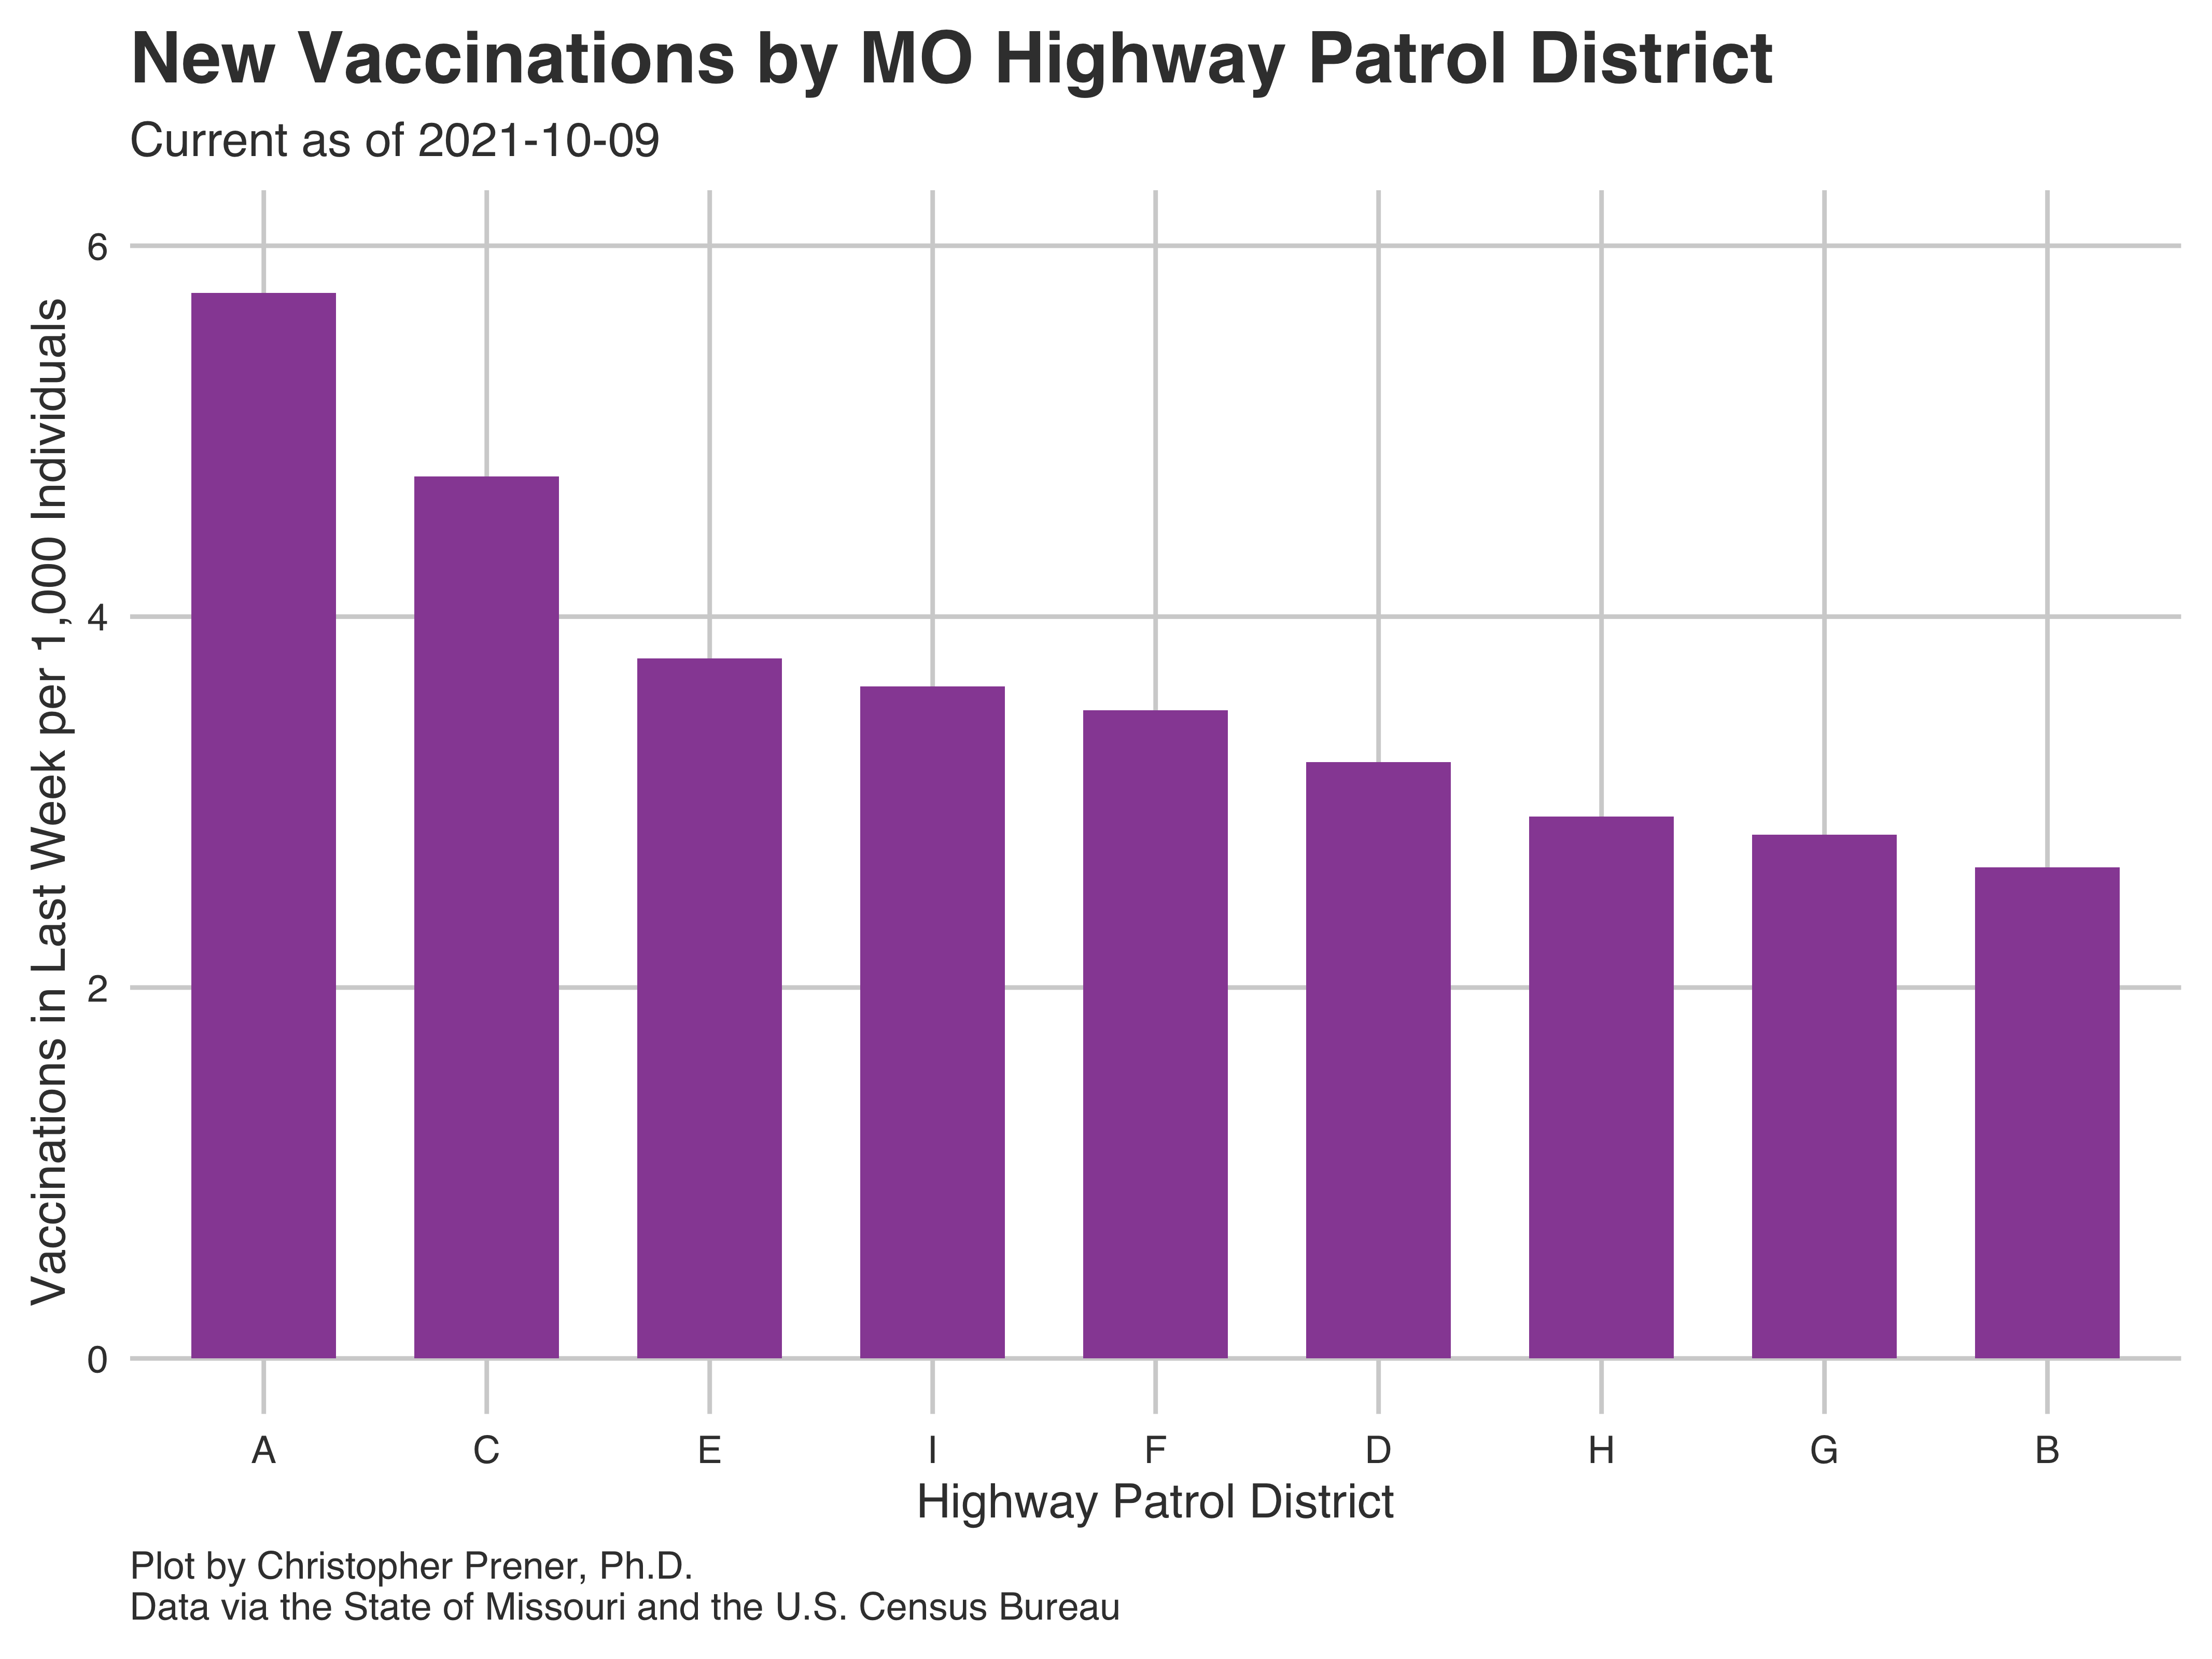 New Vaccinations by MO Highway Patrol District
Current as of 2021-10-09
Vaccinations in Last Week per 1,000 Individuals
6
4
2
0
A C E I F D H G B
Highway Patrol District
Plot by Christopher Prener, Ph.D.
Data via the State of Missouri and the U.S. Census Bureau